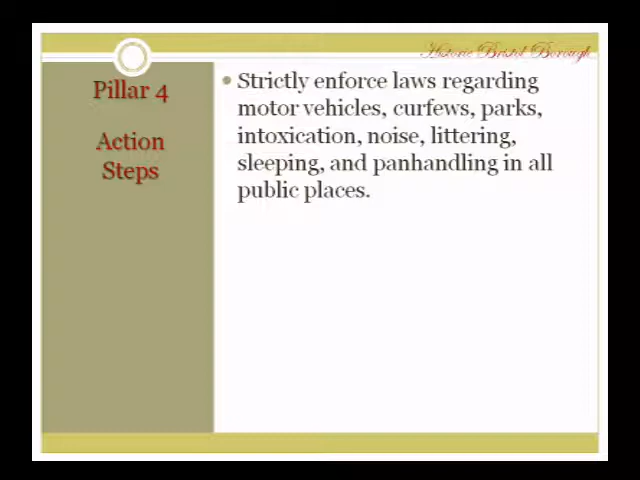 Historic Bristol Borough
Pillar 4
Action
Steps
Strictly enforce laws regarding
motor vehicles, curfews, parks,
intoxication, noise, littering,
sleeping, and panhandling in all
public places.